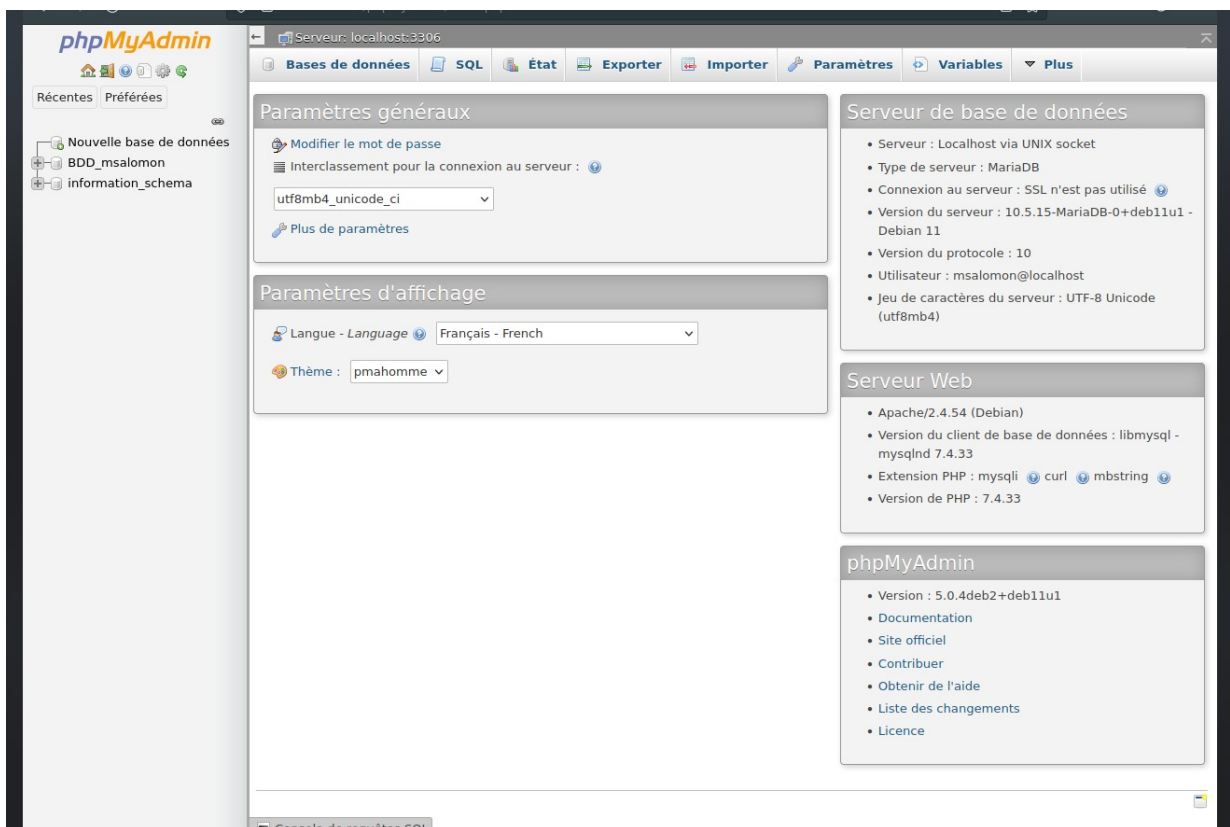 phpMyAdmin
Récentes Préférées
Nouvelle base de données
BDD_msalomon
information_schema
Serveur: localhost:3306
Bases de données SQL État Exporter Importer Paramètres Variables Plus
Paramètres généraux
Modifier le mot de passe
Interclassement pour la connexion au serveur :
utf8mb4_unicode_ci
Plus de paramètres
Paramètres d'affichage
Langue - Language Français - French
Thème : pmahomme
Serveur de base de données
• Serveur : Localhost via UNIX socket
• Type de serveur : MariaDB
• Connexion au serveur : SSL n'est pas utilisé
• Version du serveur : 10.5.15-MariaDB-0+deb11u1 -
Debian 11
• Version du protocole : 10
• Utilisateur : msalomon@localhost
• Jeu de caractères du serveur : UTF-8 Unicode
(utf8mb4)
Serveur Web
• Apache/2.4.54 (Debian)
• Version du client de base de données : libmysql -
mysqlnd 7.4.33
• Extension PHP : mysqli curl mbstring
• Version de PHP : 7.4.33
phpMyAdmin
• Version : 5.0.4deb2+deb11u1
• Documentation
• Site officiel
• Contribuer
• Obtenir de l'aide
• Liste des changements
• Licence
Console de requêtes SQL